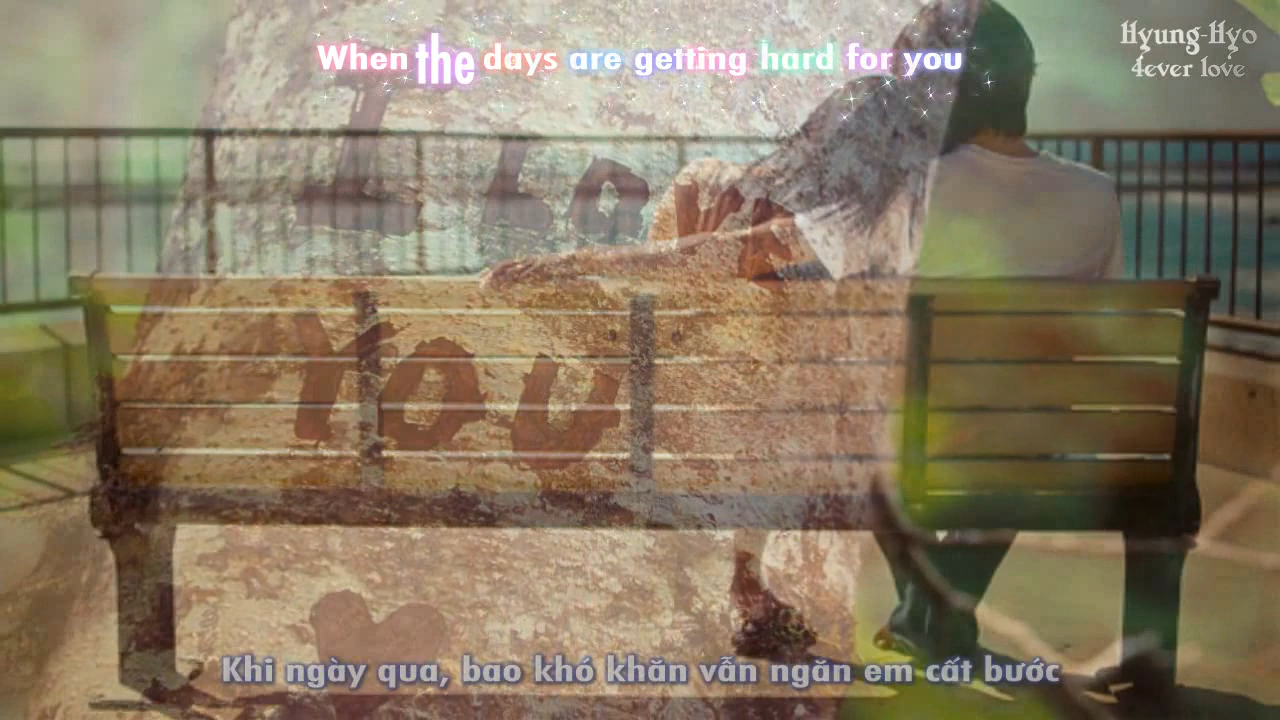 When the days are getting hard for you
Hyung-Hyo
4ever love
I Lo
You
Khi ngày qua, bao khó khăn vẫn ngăn em cất bước